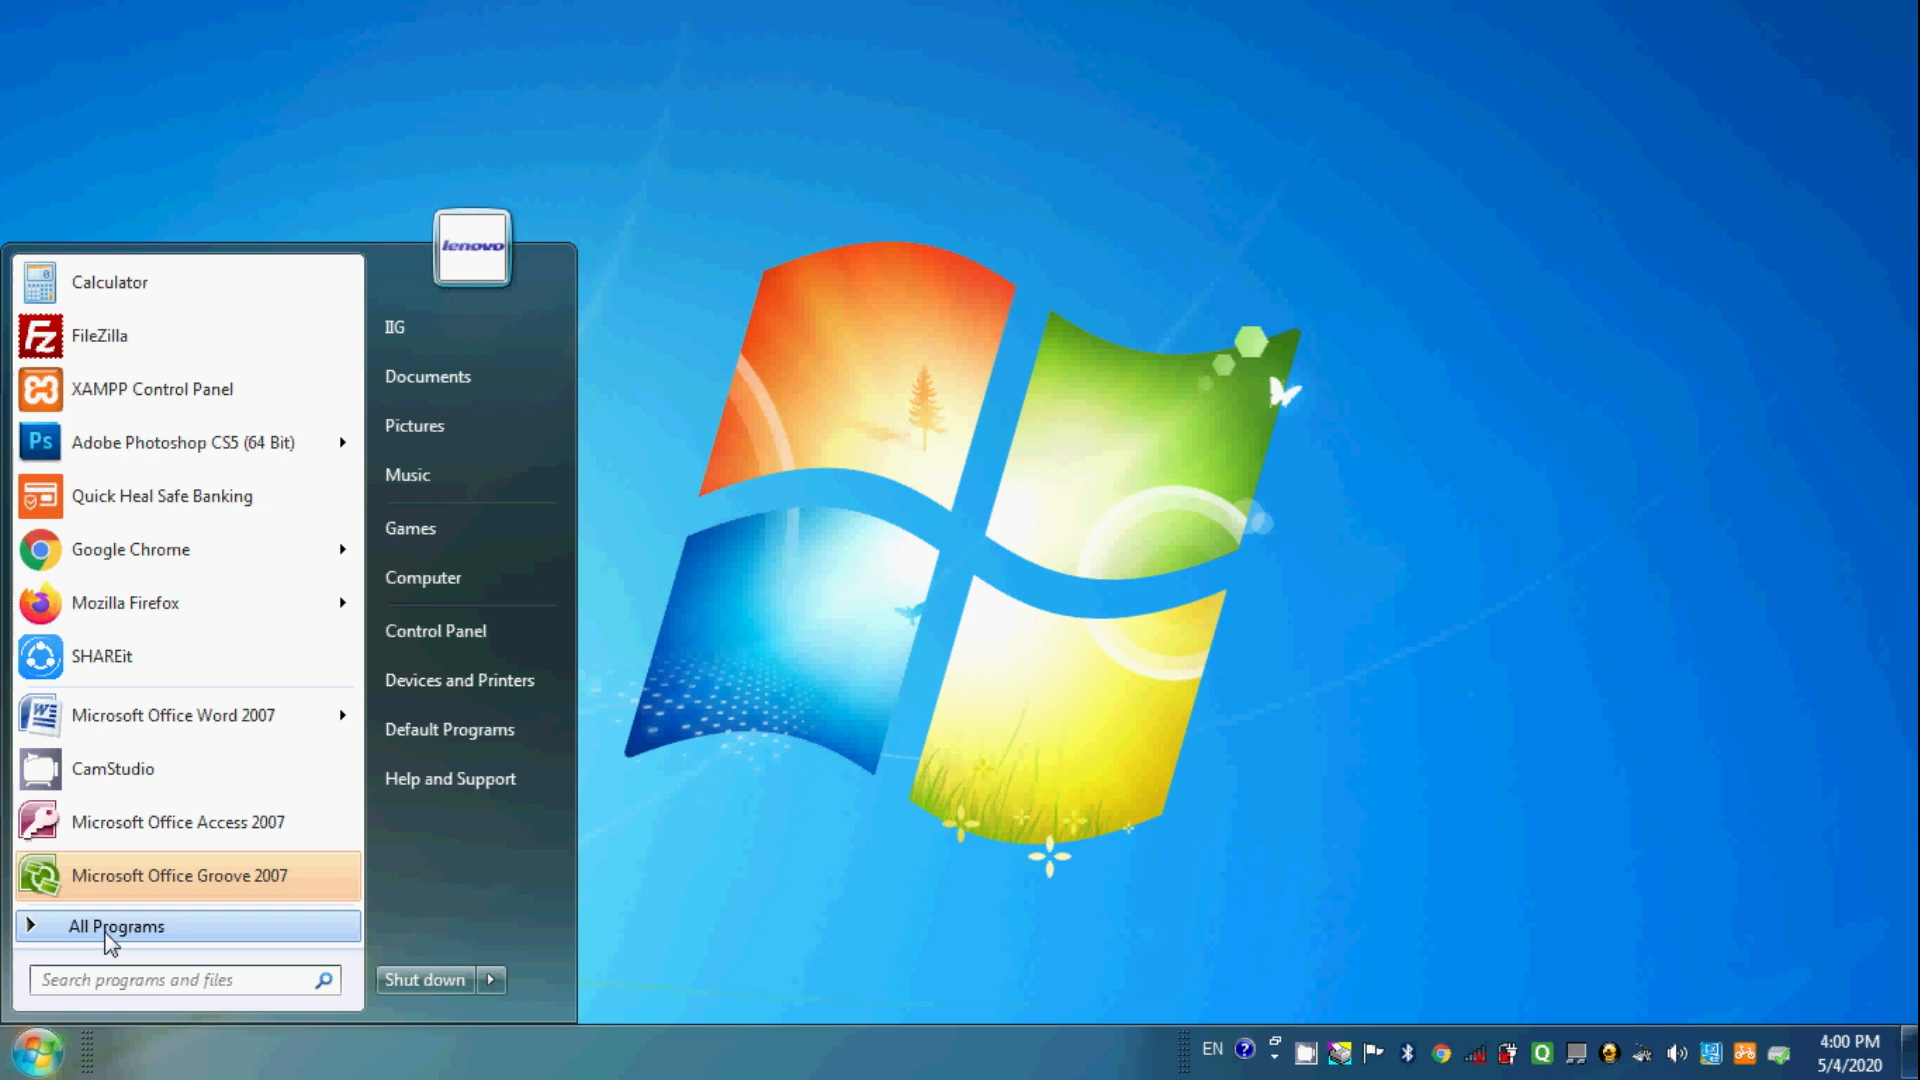 lenovo
Calculator
FileZilla
XAMPP Control Panel
Ps Adobe Photoshop CS5 (64 Bit)
Quick Heal Safe Banking
Google Chrome
Mozilla Firefox
SHAREit
Microsoft Office Word 2007
CamStudio
Microsoft Office Access 2007
Microsoft Office Groove 2007
All Programs
Search programs and files
IIG
Documents
Pictures
Music
Games
Computer
Control Panel
Devices and Printers
Default Programs
Help and Support
Shut down
EN
4:00 PM
5/4/2020